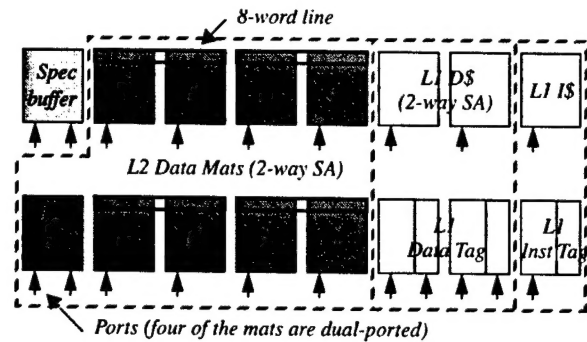 8-word line
Spec
buffer
L1 D$
(2-way SA)
L1 I$
L2 Data Mats (2-way SA)
L1
Data Tag
L1
Inst Tag
Ports (four of the mats are dual-ported)